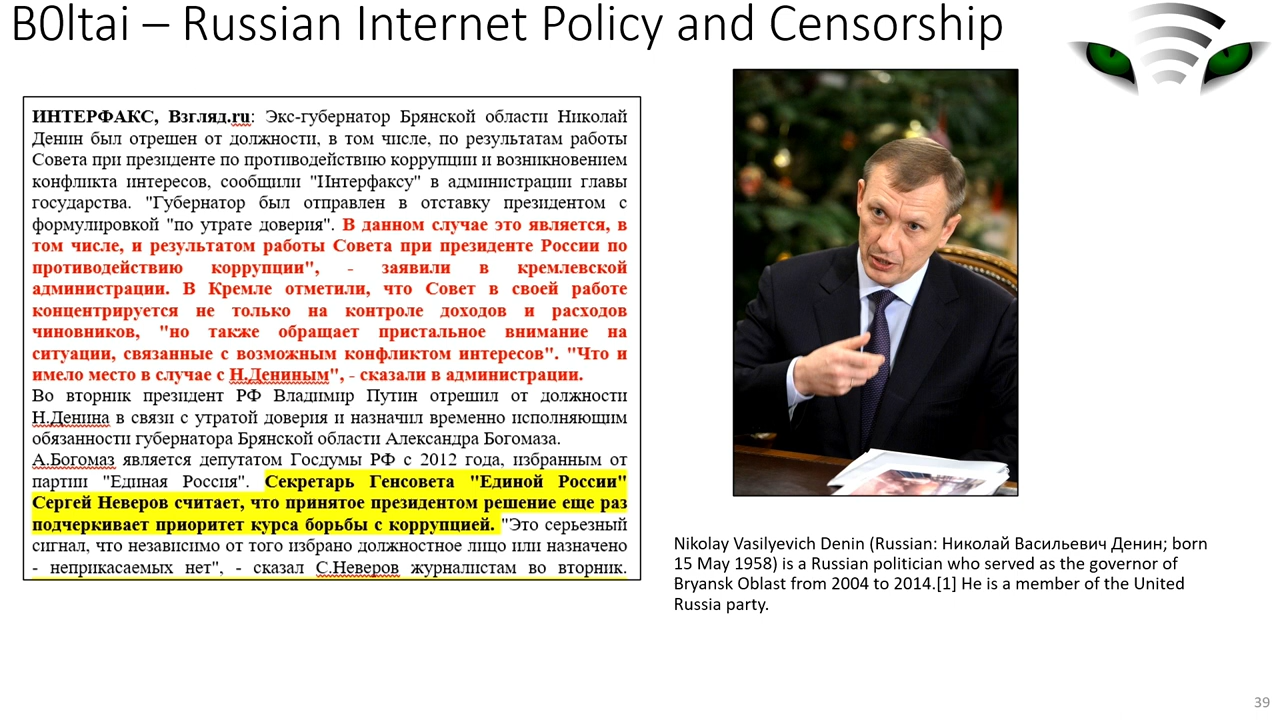 B0ltai – Russian Internet Policy and Censorship
ИНТЕРФАКС, Взгляд.ru: Экс-губернатор Брянской области Николай
Денин был отрешен от должности, в том числе, по результатам работы
Совета при президенте по противодействию коррупции и возникновением
конфликта интересов, сообщили "Интерфаксу" в администрации главы
государства. "Губернатор был отправлен в отставку президентом с
формулировкой "по утрате доверия". В данном случае это является, в
том числе, и результатом работы Совета при президенте России по
противодействию коррупции", - заявили в кремлевской
администрации. В Кремле отметили, что Совет в своей работе
концентрируется не только на контроле доходов и расходов
чиновников, "но также обращает пристальное внимание на
ситуации, связанные с возможным конфликтом интересов". "Что и
имело место в случае с Н.Дениным", - сказали в администрации.
Во вторник президент РФ Владимир Путин отрешил от должности
Н.Денина в связи с утратой доверия и назначил временно исполняющим
обязанности губернатора Брянской области Александра Богомаза.
А.Богомаз является депутатом Госдумы РФ с 2012 года, избранным от
партии "Единая Россия". Секретарь Генсовета "Единой России"
Сергей Неверов считает, что принятое президентом решение еще раз
подчеркивает приоритет курса борьбы с коррупцией. "Это серьезный
сигнал, что независимо от того избрано должностное лицо или назначено
- неприкасаемых нет", - сказал С.Неверов журналистам во вторник.
Nikolay Vasilyevich Denin (Russian: Николай Васильевич Денин; born
15 May 1958) is a Russian politician who served as the governor of
Bryansk Oblast from 2004 to 2014.[1] He is a member of the United
Russia party.
39